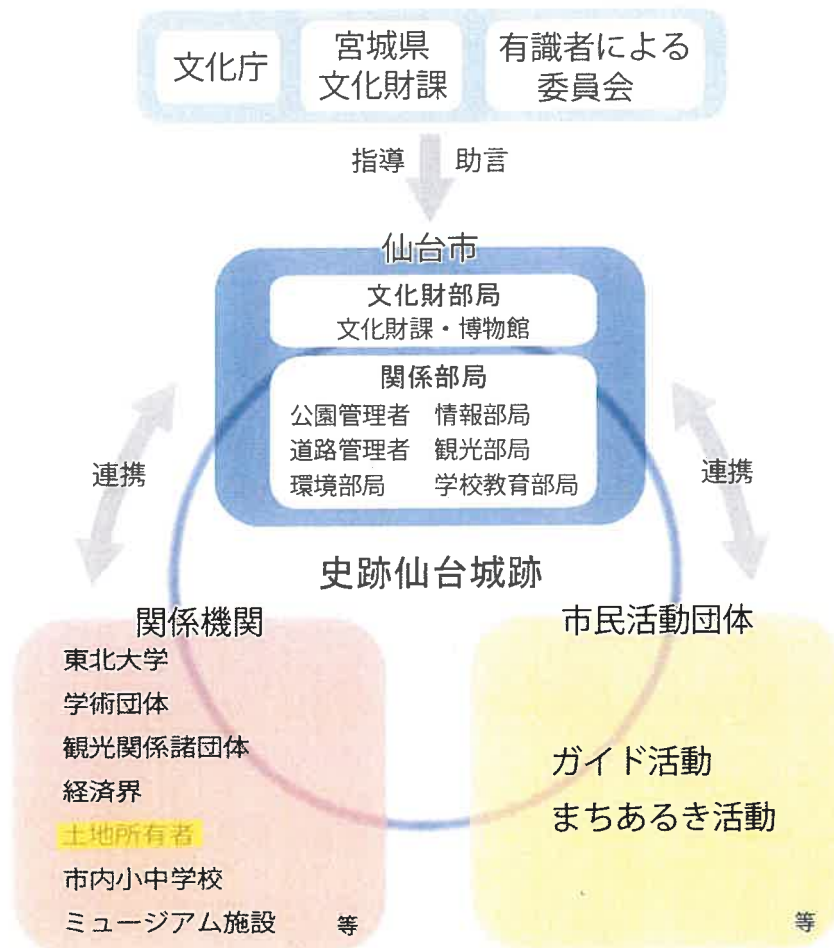 文化庁
宮城県
文化財課
有識者による
委員会
指導 助言
仙台市
文化財部局
文化財課・博物館
関係部局
公園管理者 情報部局
道路管理者 観光部局
環境部局 学校教育部局
連携
連携
史跡仙台城跡
関係機関
東北大学
学術団体
観光関係諸団体
経済界
土地所有者
市内小中学校
ミュージアム施設 等
市民活動団体
ガイド活動
まちあるき活動
等